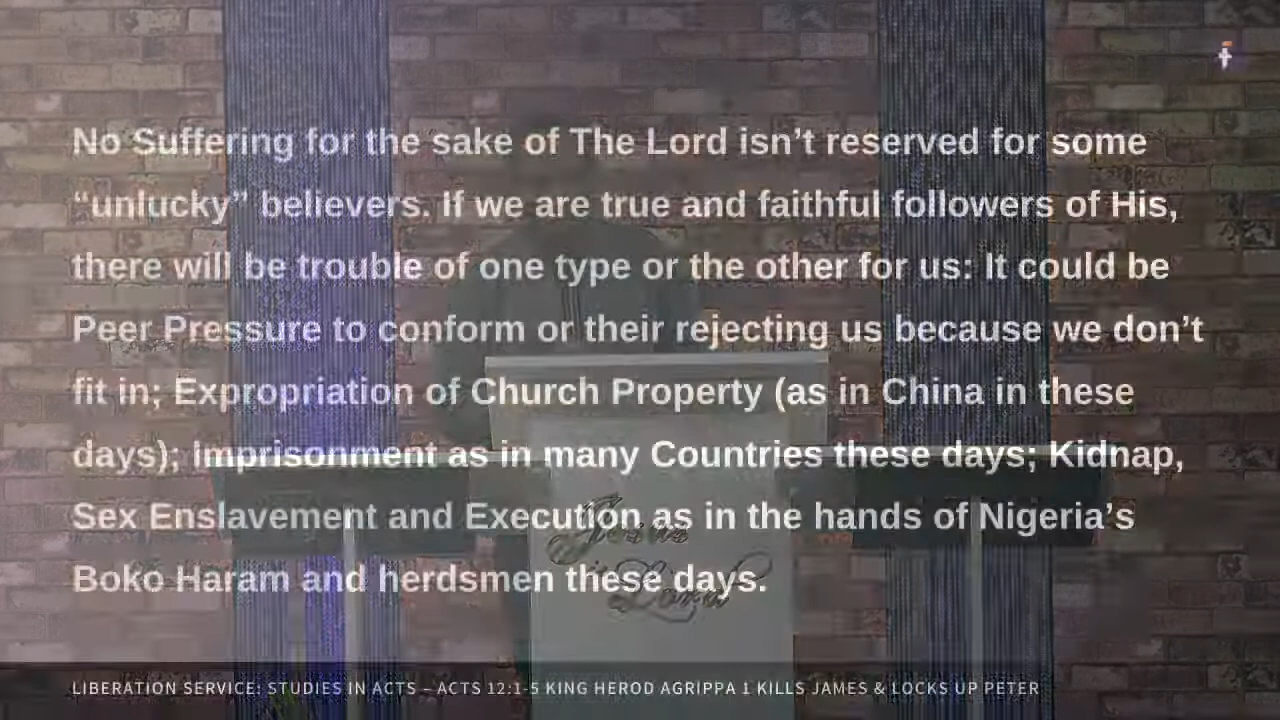 No Suffering for the sake of The Lord isn’t reserved for some
“unlucky” believers. If we are true and faithful followers of His,
there will be trouble of one type or the other for us: It could be
Peer Pressure to conform or their rejecting us because we don’t
fit in; Expropriation of Church Property (as in China in these
days); Imprisonment as in many Countries these days; Kidnap,
Sex Enslavement and Execution as in the hands of Nigeria’s
Boko Haram and herdsmen these days.
Jesus
is Lord
LIBERATION SERVICE: STUDIES IN ACTS – ACTS 12:1-5 KING HEROD AGRIPPA 1 KILLS JAMES & LOCKS UP PETER